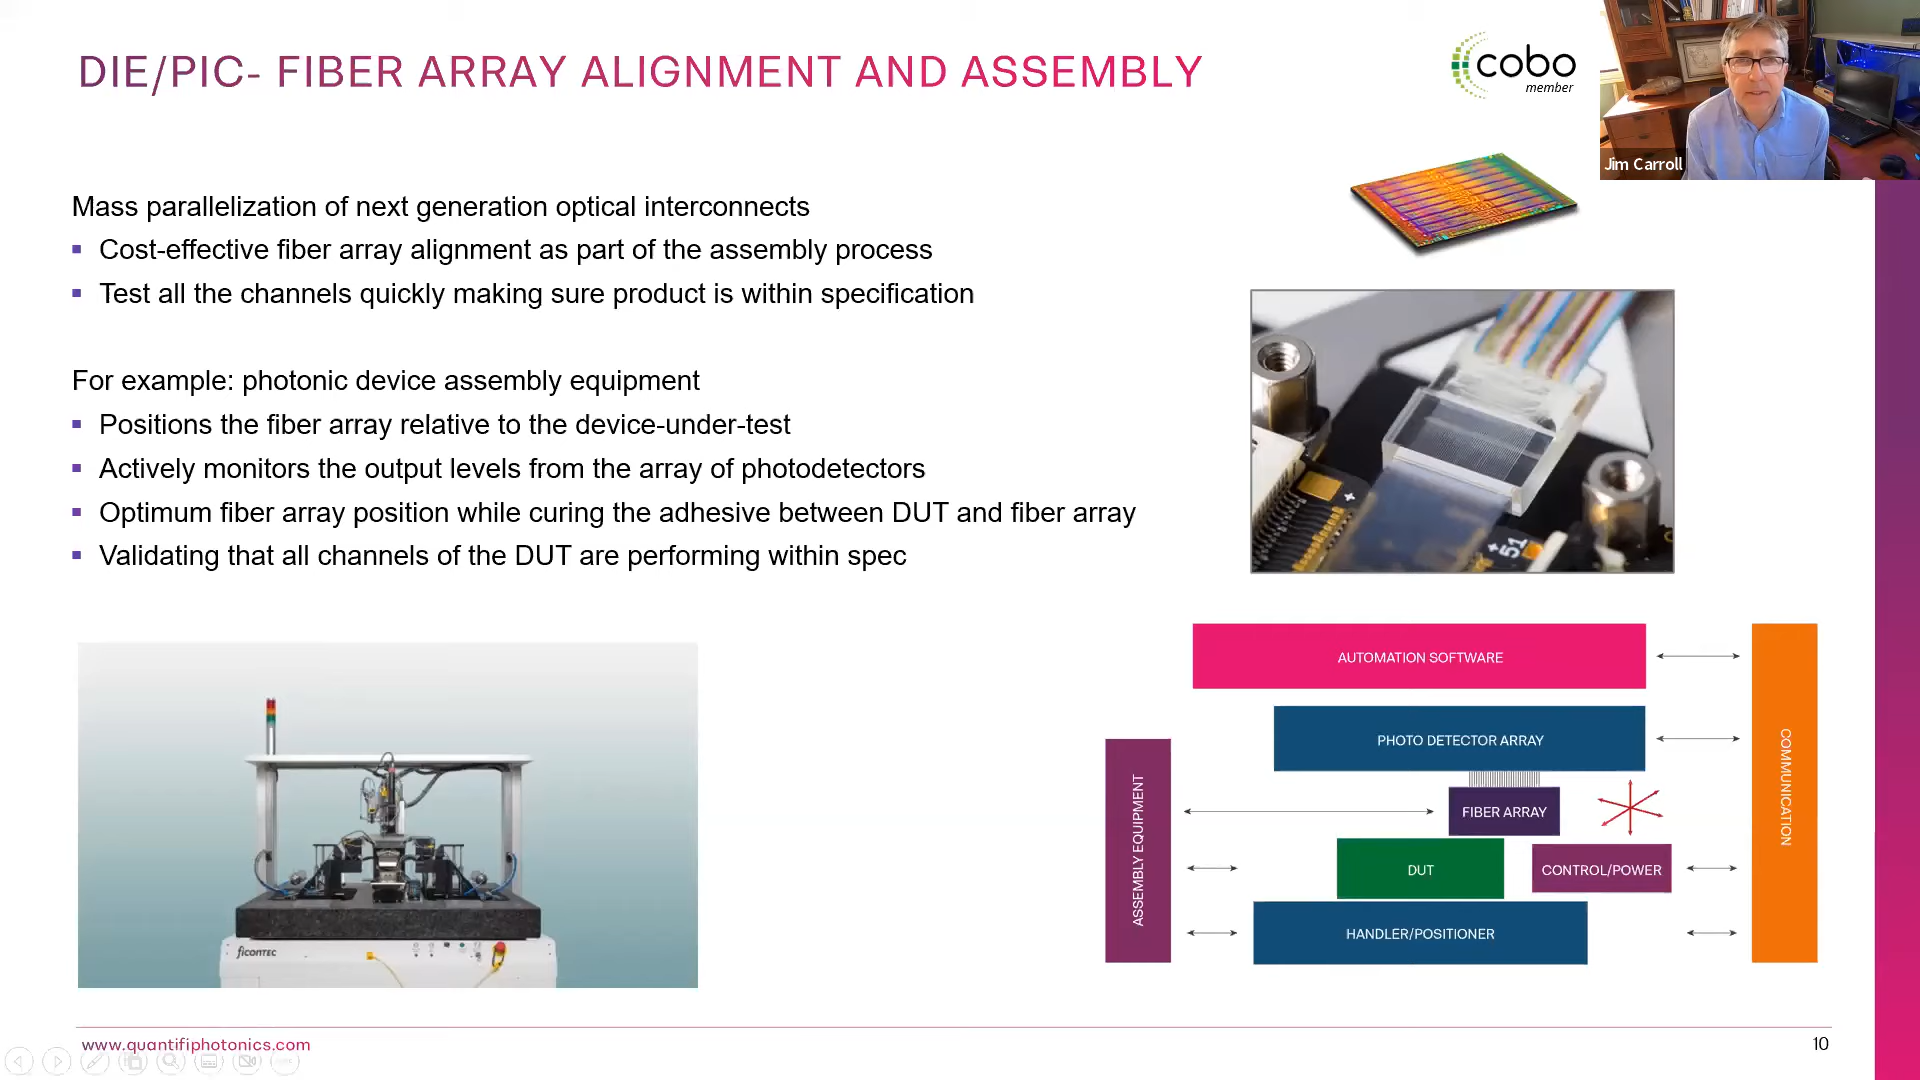 DIE/PIC- FIBER ARRAY ALIGNMENT AND ASSEMBLY
cobo
member
Jim Carroll
Mass parallelization of next generation optical interconnects
Cost-effective fiber array alignment as part of the assembly process
Test all the channels quickly making sure product is within specification
For example: photonic device assembly equipment
Positions the fiber array relative to the device-under-test
Actively monitors the output levels from the array of photodetectors
Optimum fiber array position while curing the adhesive between DUT and fiber array
Validating that all channels of the DUT are performing within spec
51
ficonTEC
AUTOMATION SOFTWARE
PHOTO DETECTOR ARRAY
FIBER ARRAY
DUT
CONTROL/POWER
HANDLER/POSITIONER
ASSEMBLY EQUIPMENT
COMMUNICATION
www.quantifiphotonics.com
10